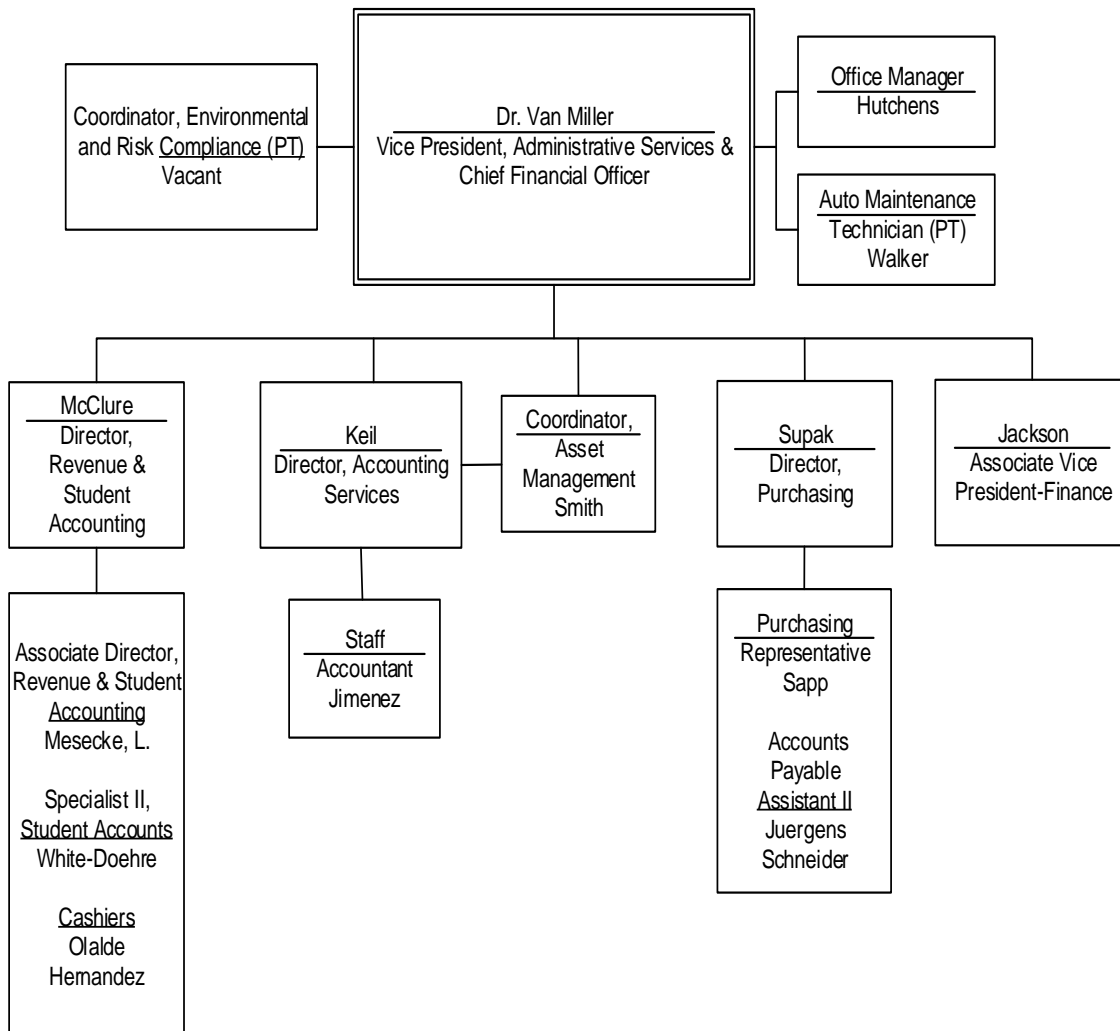 Coordinator, Environmental
and Risk Compliance (PT)
Vacant
Dr. Van Miller
Vice President, Administrative Services &
Chief Financial Officer
Office Manager
Hutchens
Auto Maintenance
Technician (PT)
Walker
McClure
Director,
Revenue &
Student
Accounting
Keil
Director, Accounting
Services
Coordinator,
Asset
Management
Smith
Supak
Director,
Purchasing
Jackson
Associate Vice
President-Finance
Associate Director,
Revenue & Student
Accounting
Mesecke, L.
Specialist II,
Student Accounts
White-Doehre
Cashiers
Olalde
Hernandez
Staff
Accountant
Jimenez
Purchasing
Representative
Sapp
Accounts
Payable
Assistant II
Juergens
Schneider